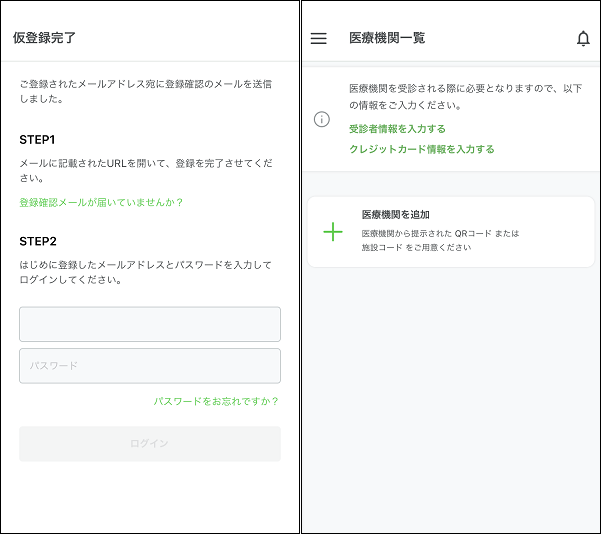 仮登録完了
ご登録されたメールアドレス宛に登録確認のメールを送信
しました。
STEP1
メールに記載されたURLを開いて、登録を完了させてくだ
さい。
登録確認メールが届いていませんか？
STEP2
はじめに登録したメールアドレスとパスワードを入力して
ログインしてください。
パスワード
パスワードをお忘れですか？
ログイン
医療機関一覧
医療機関を受診される際に必要となりますので、以下
の情報をご入力ください。
受診者情報を入力する
クレジットカード情報を入力する
医療機関を追加
医療機関から提示された QRコード または
施設コード をご用意ください